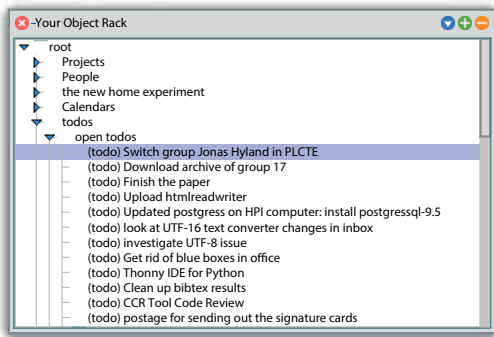 Your Object Rack
root
Projects
People
the new home experiment
Calendars
todos
open todos
(todo) Switch group Jonas Hyland in PLCTE
(todo) Download archive of group 17
(todo) Finish the paper
(todo) Upload htmlreadwriter
(todo) Updated postgress on HPI computer: install postgressql-9.5
(todo) look at UTF-16 text converter changes in inbox
(todo) investigate UTF-8 issue
(todo) Get rid of blue boxes in office
(todo) Thonny IDE for Python
(todo) Clean up bibtex results
(todo) CCR Tool Code Review
(todo) postage for sending out the signature cards